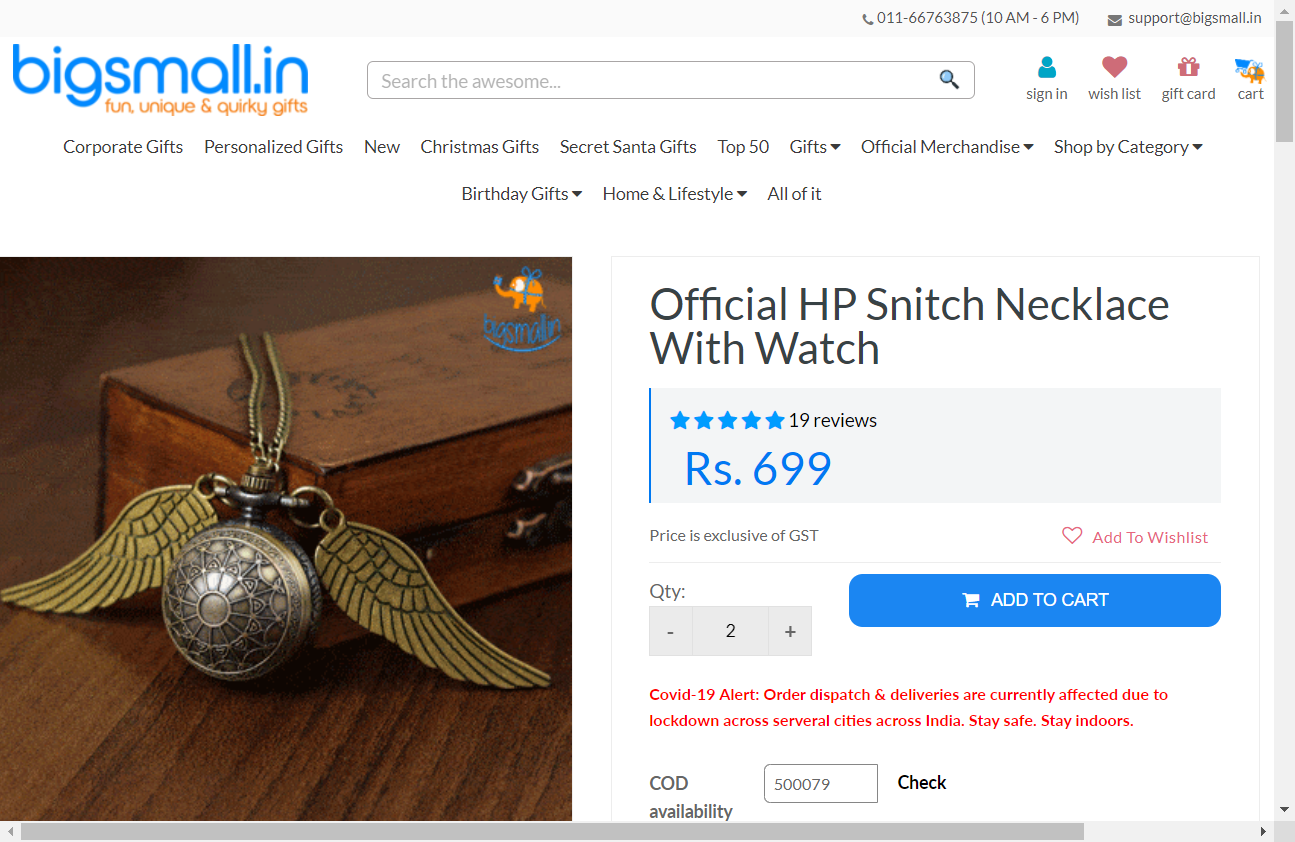 011-66763875 (10 AM - 6 PM) support@bigsmall.in
bigsmall.in
fun, unique & quirky gifts
Search the awesome...
sign in wish list gift card cart
Corporate Gifts Personalized Gifts New Christmas Gifts Secret Santa Gifts Top 50 Gifts Official Merchandise Shop by Category
Birthday Gifts Home & Lifestyle All of it
bigsmall.in
Official HP Snitch Necklace
With Watch
19 reviews
Rs. 699
Price is exclusive of GST Add To Wishlist
Qty:
- 2 +
ADD TO CART
Covid-19 Alert: Order dispatch & deliveries are currently affected due to
lockdown across serveral cities across India. Stay safe. Stay indoors.
COD
availability
500079 Check